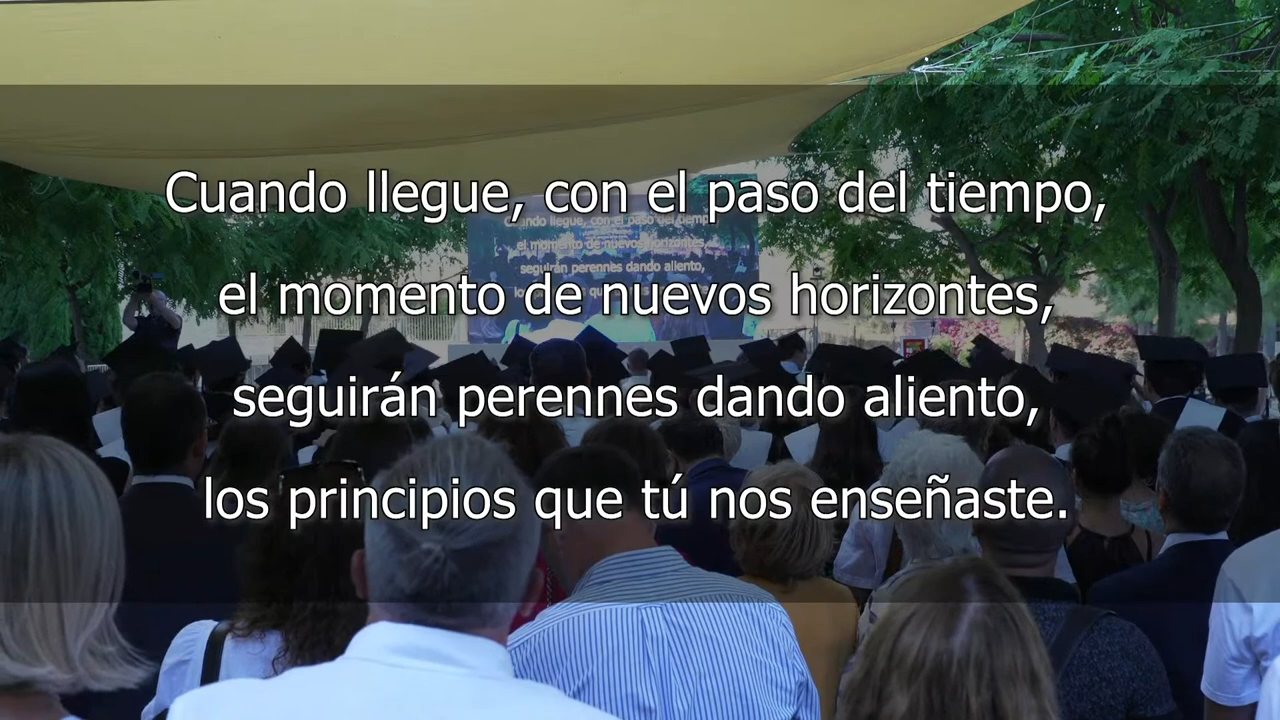 Cuando llegue, con el paso del tiempo,
el momento de nuevos horizontes,
seguirán perennes dando aliento,
los principios que tú nos enseñaste.